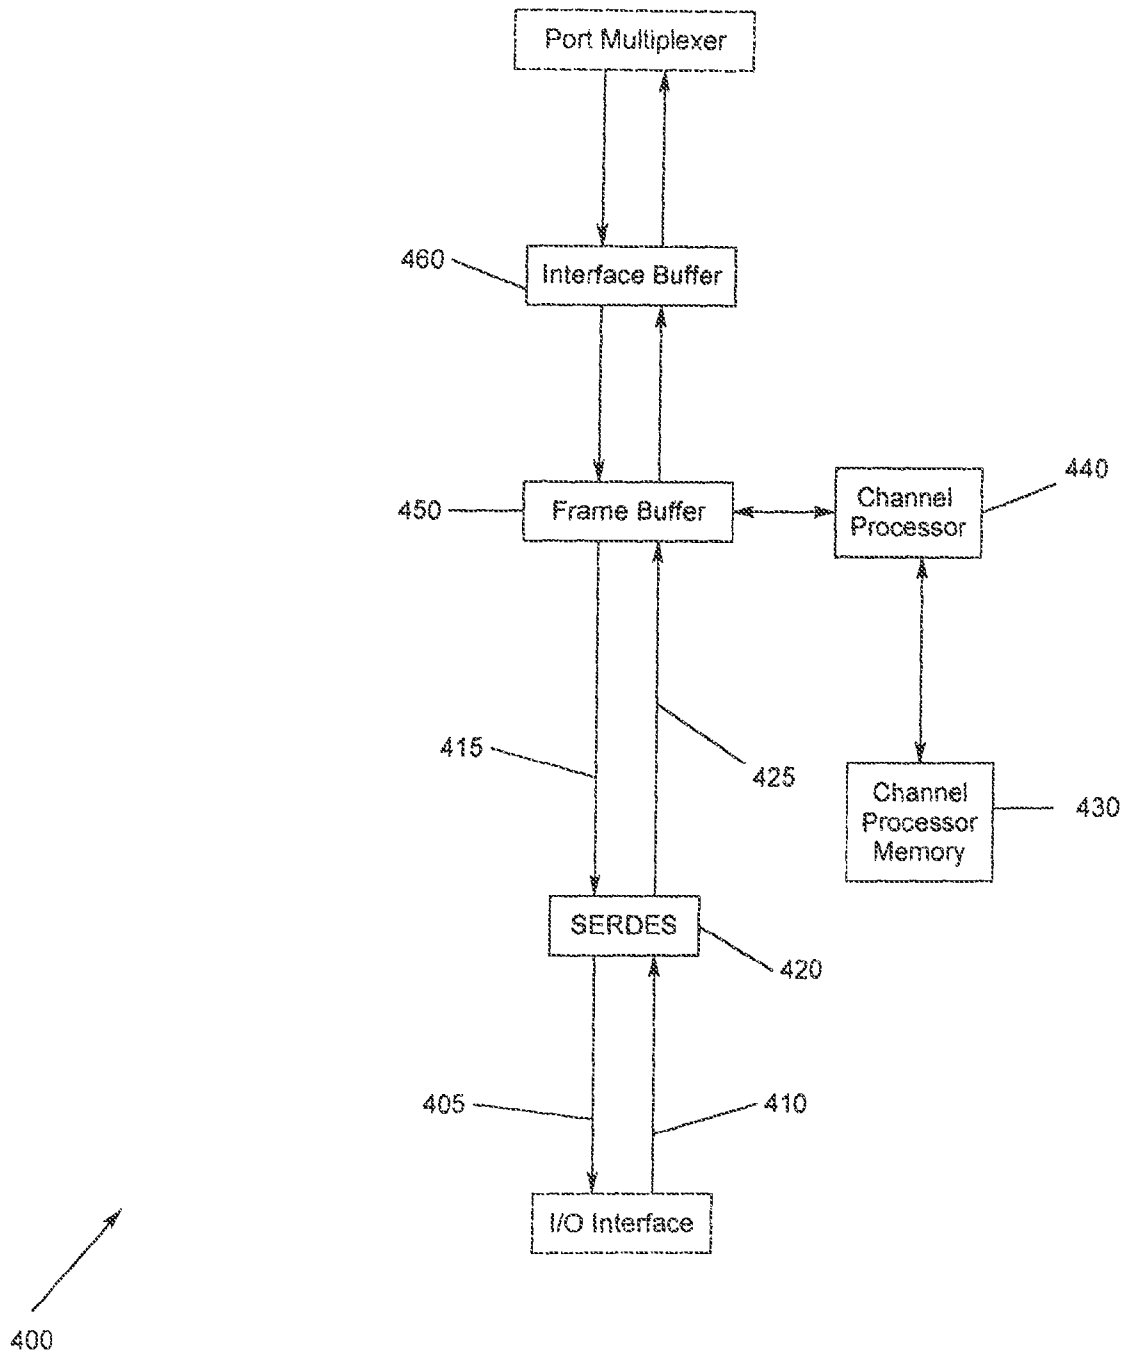 Port Multiplexer
460
Interface Buffer
440
450
Frame Buffer
Channel
Processor
415
425
Channel
Processor
Memory
430
SERDES
420
405
410
I/O Interface
400